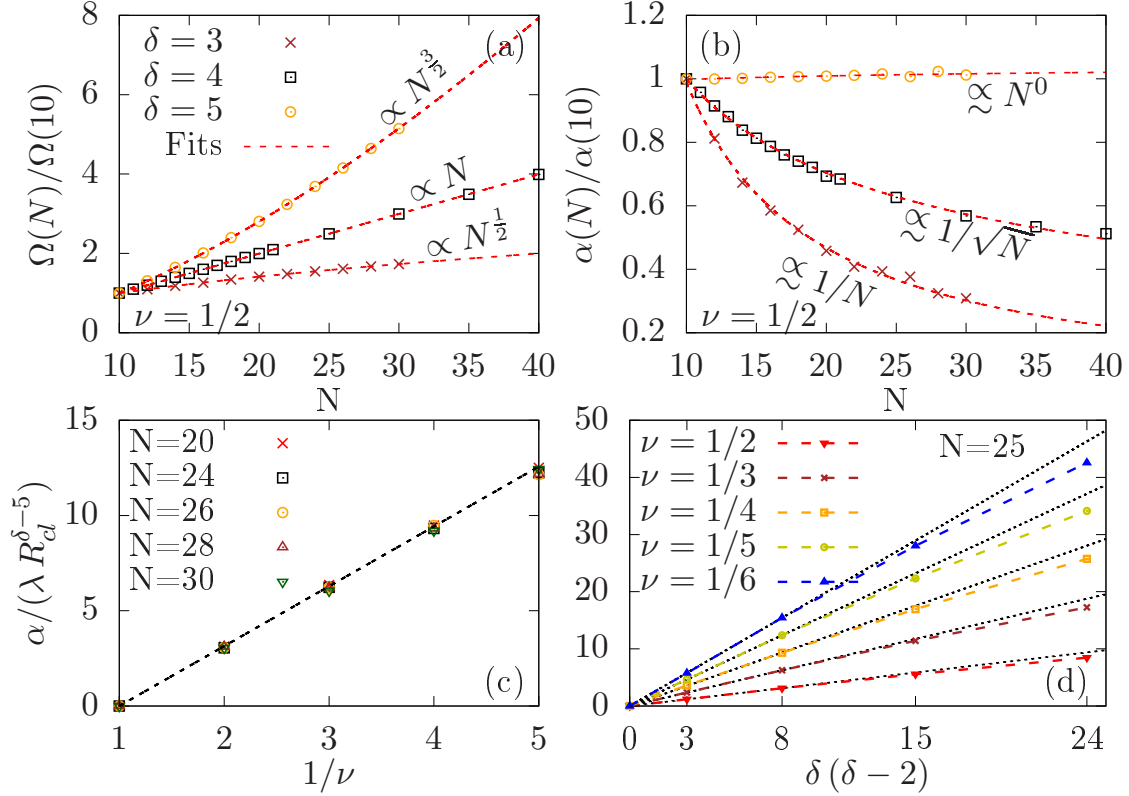 8
6
4
2
0
10 15 20 25 30 35 40
N
Ω(N)/Ω(10)
δ = 3
δ = 4
δ = 5
Fits
(a)
∝ N^{3/2}
∝ N
∝ N^{1/2}
ν = 1/2
1.2
1
0.8
0.6
0.4
0.2
10 15 20 25 30 35 40
N
α(N)/α(10)
(b)
∝∼ N^0
∝∼ 1/√N
∝∼ 1/N
ν = 1/2
15
10
5
0
1 2 3 4 5
1/ν
α/(λ R_{cl}^{δ−5})
N=20
N=24
N=26
N=28
N=30
(c)
50
40
30
20
10
0
0 3 8 15 24
δ (δ − 2)
ν = 1/2
ν = 1/3
ν = 1/4
ν = 1/5
ν = 1/6
N=25
(d)